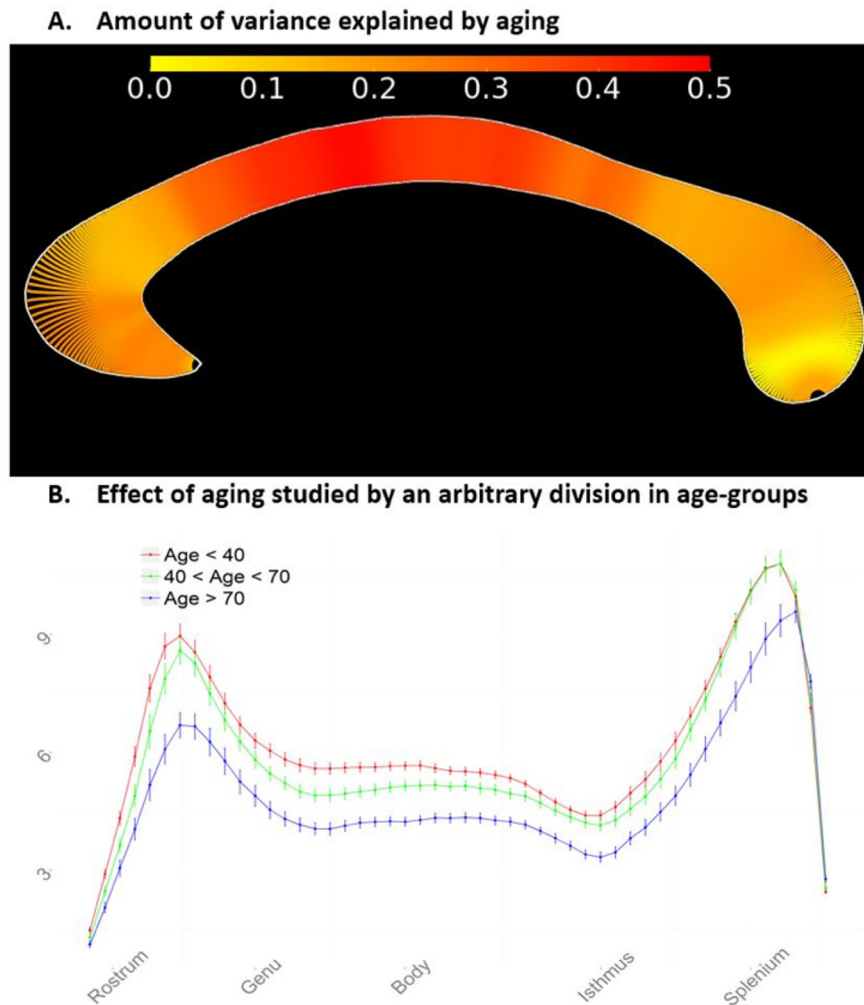 A. Amount of variance explained by aging
0.0 0.1 0.2 0.3 0.4 0.5
B. Effect of aging studied by an arbitrary division in age-groups
Age < 40
40 < Age < 70
Age > 70
9
6
3
Rostrum Genu Body Isthmus Splenium